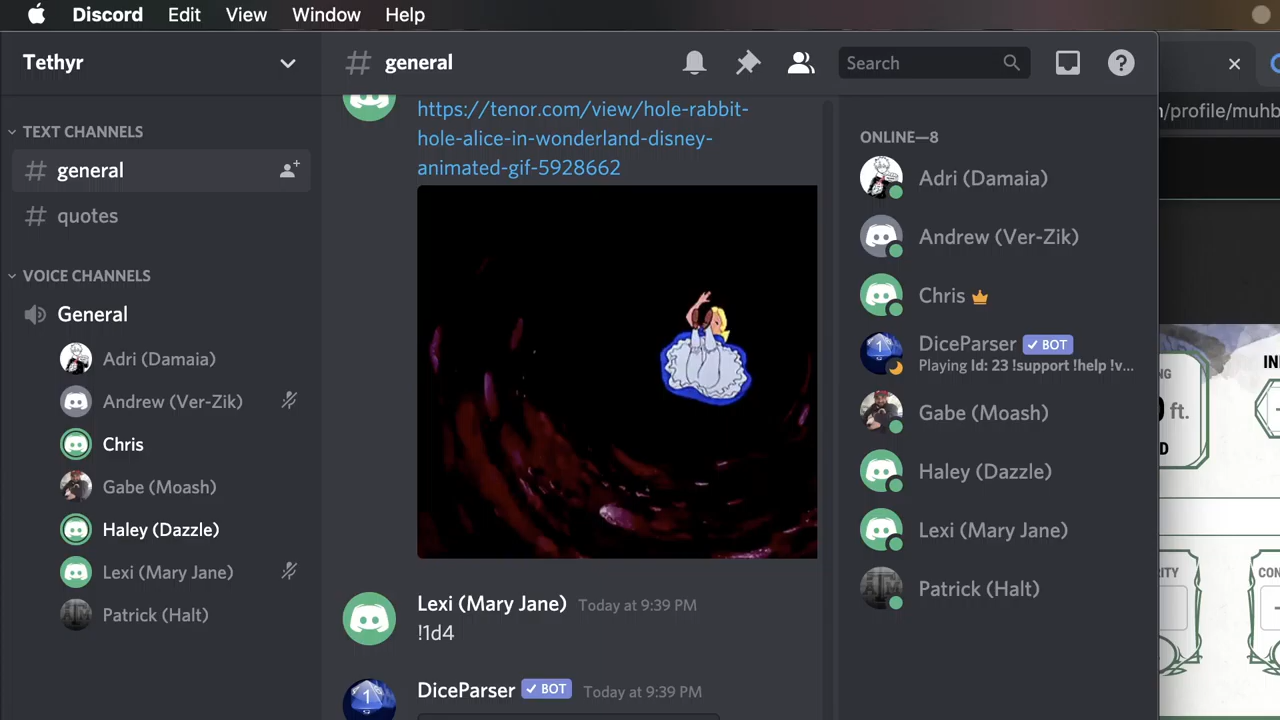 Discord Edit View Window Help
Tethyr
general
Search
TEXT CHANNELS
general
quotes
VOICE CHANNELS
General
Adri (Damaia)
Andrew (Ver-Zik)
Chris
Gabe (Moash)
Haley (Dazzle)
Lexi (Mary Jane)
Patrick (Halt)
https://tenor.com/view/hole-rabbit-
hole-alice-in-wonderland-disney-
animated-gif-5928662
Lexi (Mary Jane) Today at 9:39 PM
!1d4
DiceParser BOT Today at 9:39 PM
ONLINE—8
Adri (Damaia)
Andrew (Ver-Zik)
Chris
DiceParser BOT
Playing Id: 23 !support !help !v...
Gabe (Moash)
Haley (Dazzle)
Lexi (Mary Jane)
Patrick (Halt)
/profile/muhb
ft.